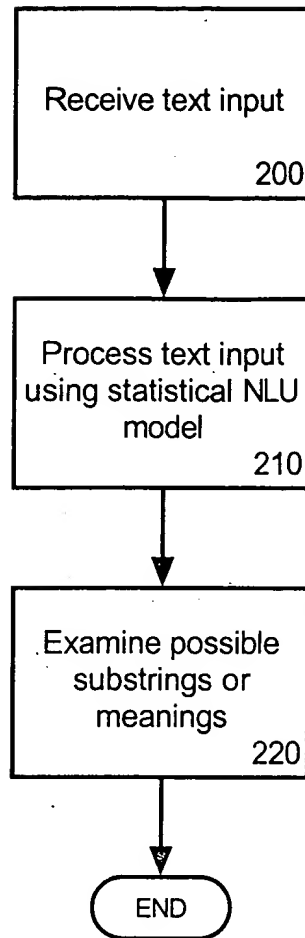 Receive text input
200
Process text input
using statistical NLU
model
210
Examine possible
substrings or
meanings
220
END